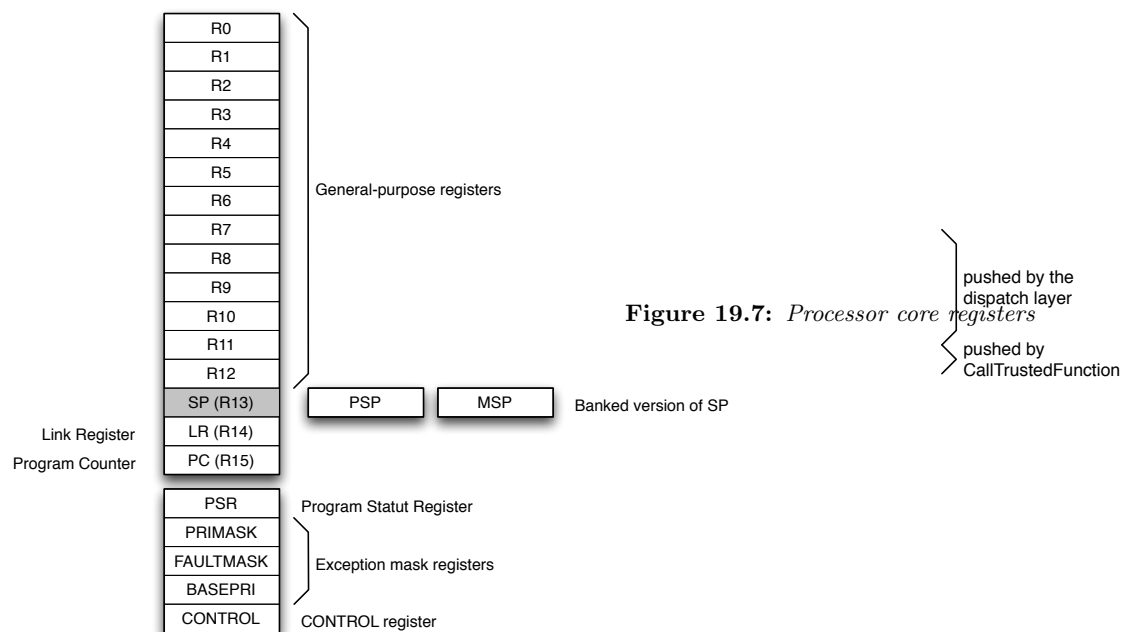 R0
R1
R2
R3
R4
R5
R6
General-purpose registers
R7
R8
pushed by the
dispatch layer
R9
Figure 19.7: Processor core registers
R10
R11
pushed by
CallTrustedFunction
R12
SP (R13)
PSP
MSP
Banked version of SP
Link Register
LR (R14)
Program Counter
PC (R15)
PSR
Program Statut Register
PRIMASK
FAULTMASK
Exception mask registers
BASEPRI
CONTROL
CONTROL register